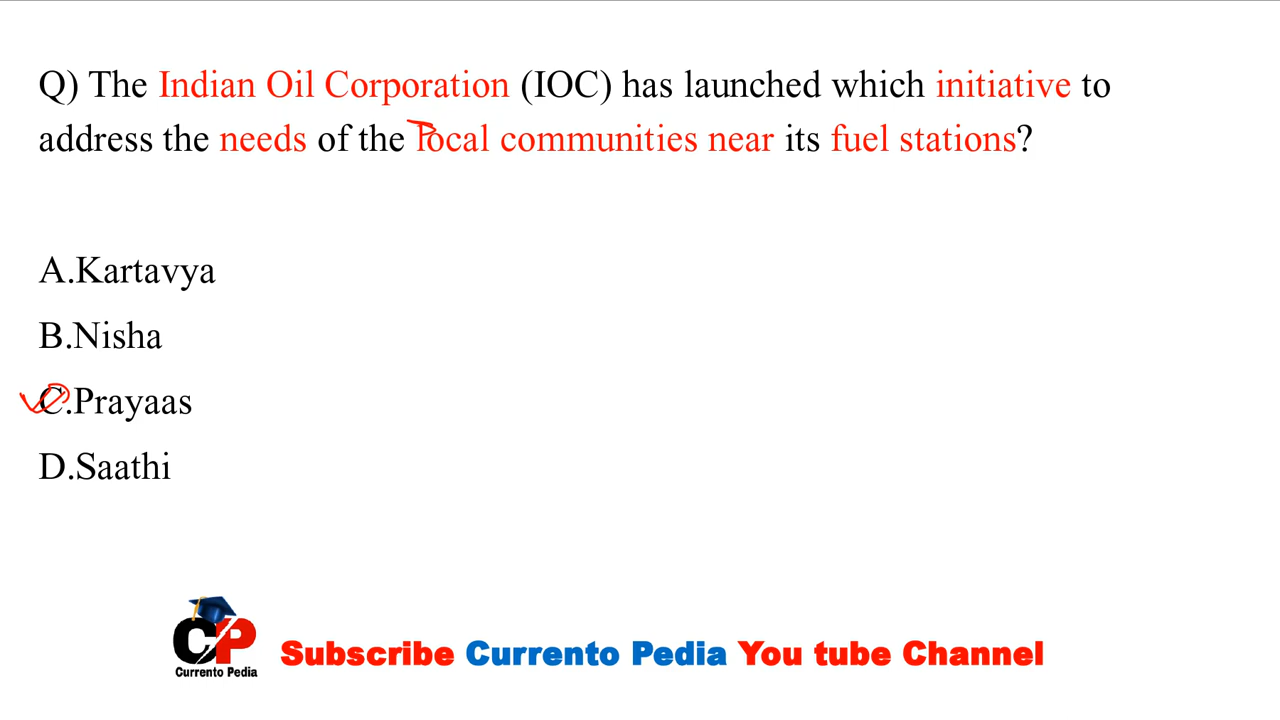 Q) The Indian Oil Corporation (IOC) has launched which initiative to
address the needs of the local communities near its fuel stations?
A.Kartavya
B.Nisha
C.Prayaas
D.Saathi
CP
Currento Pedia
Subscribe Currento Pedia You tube Channel